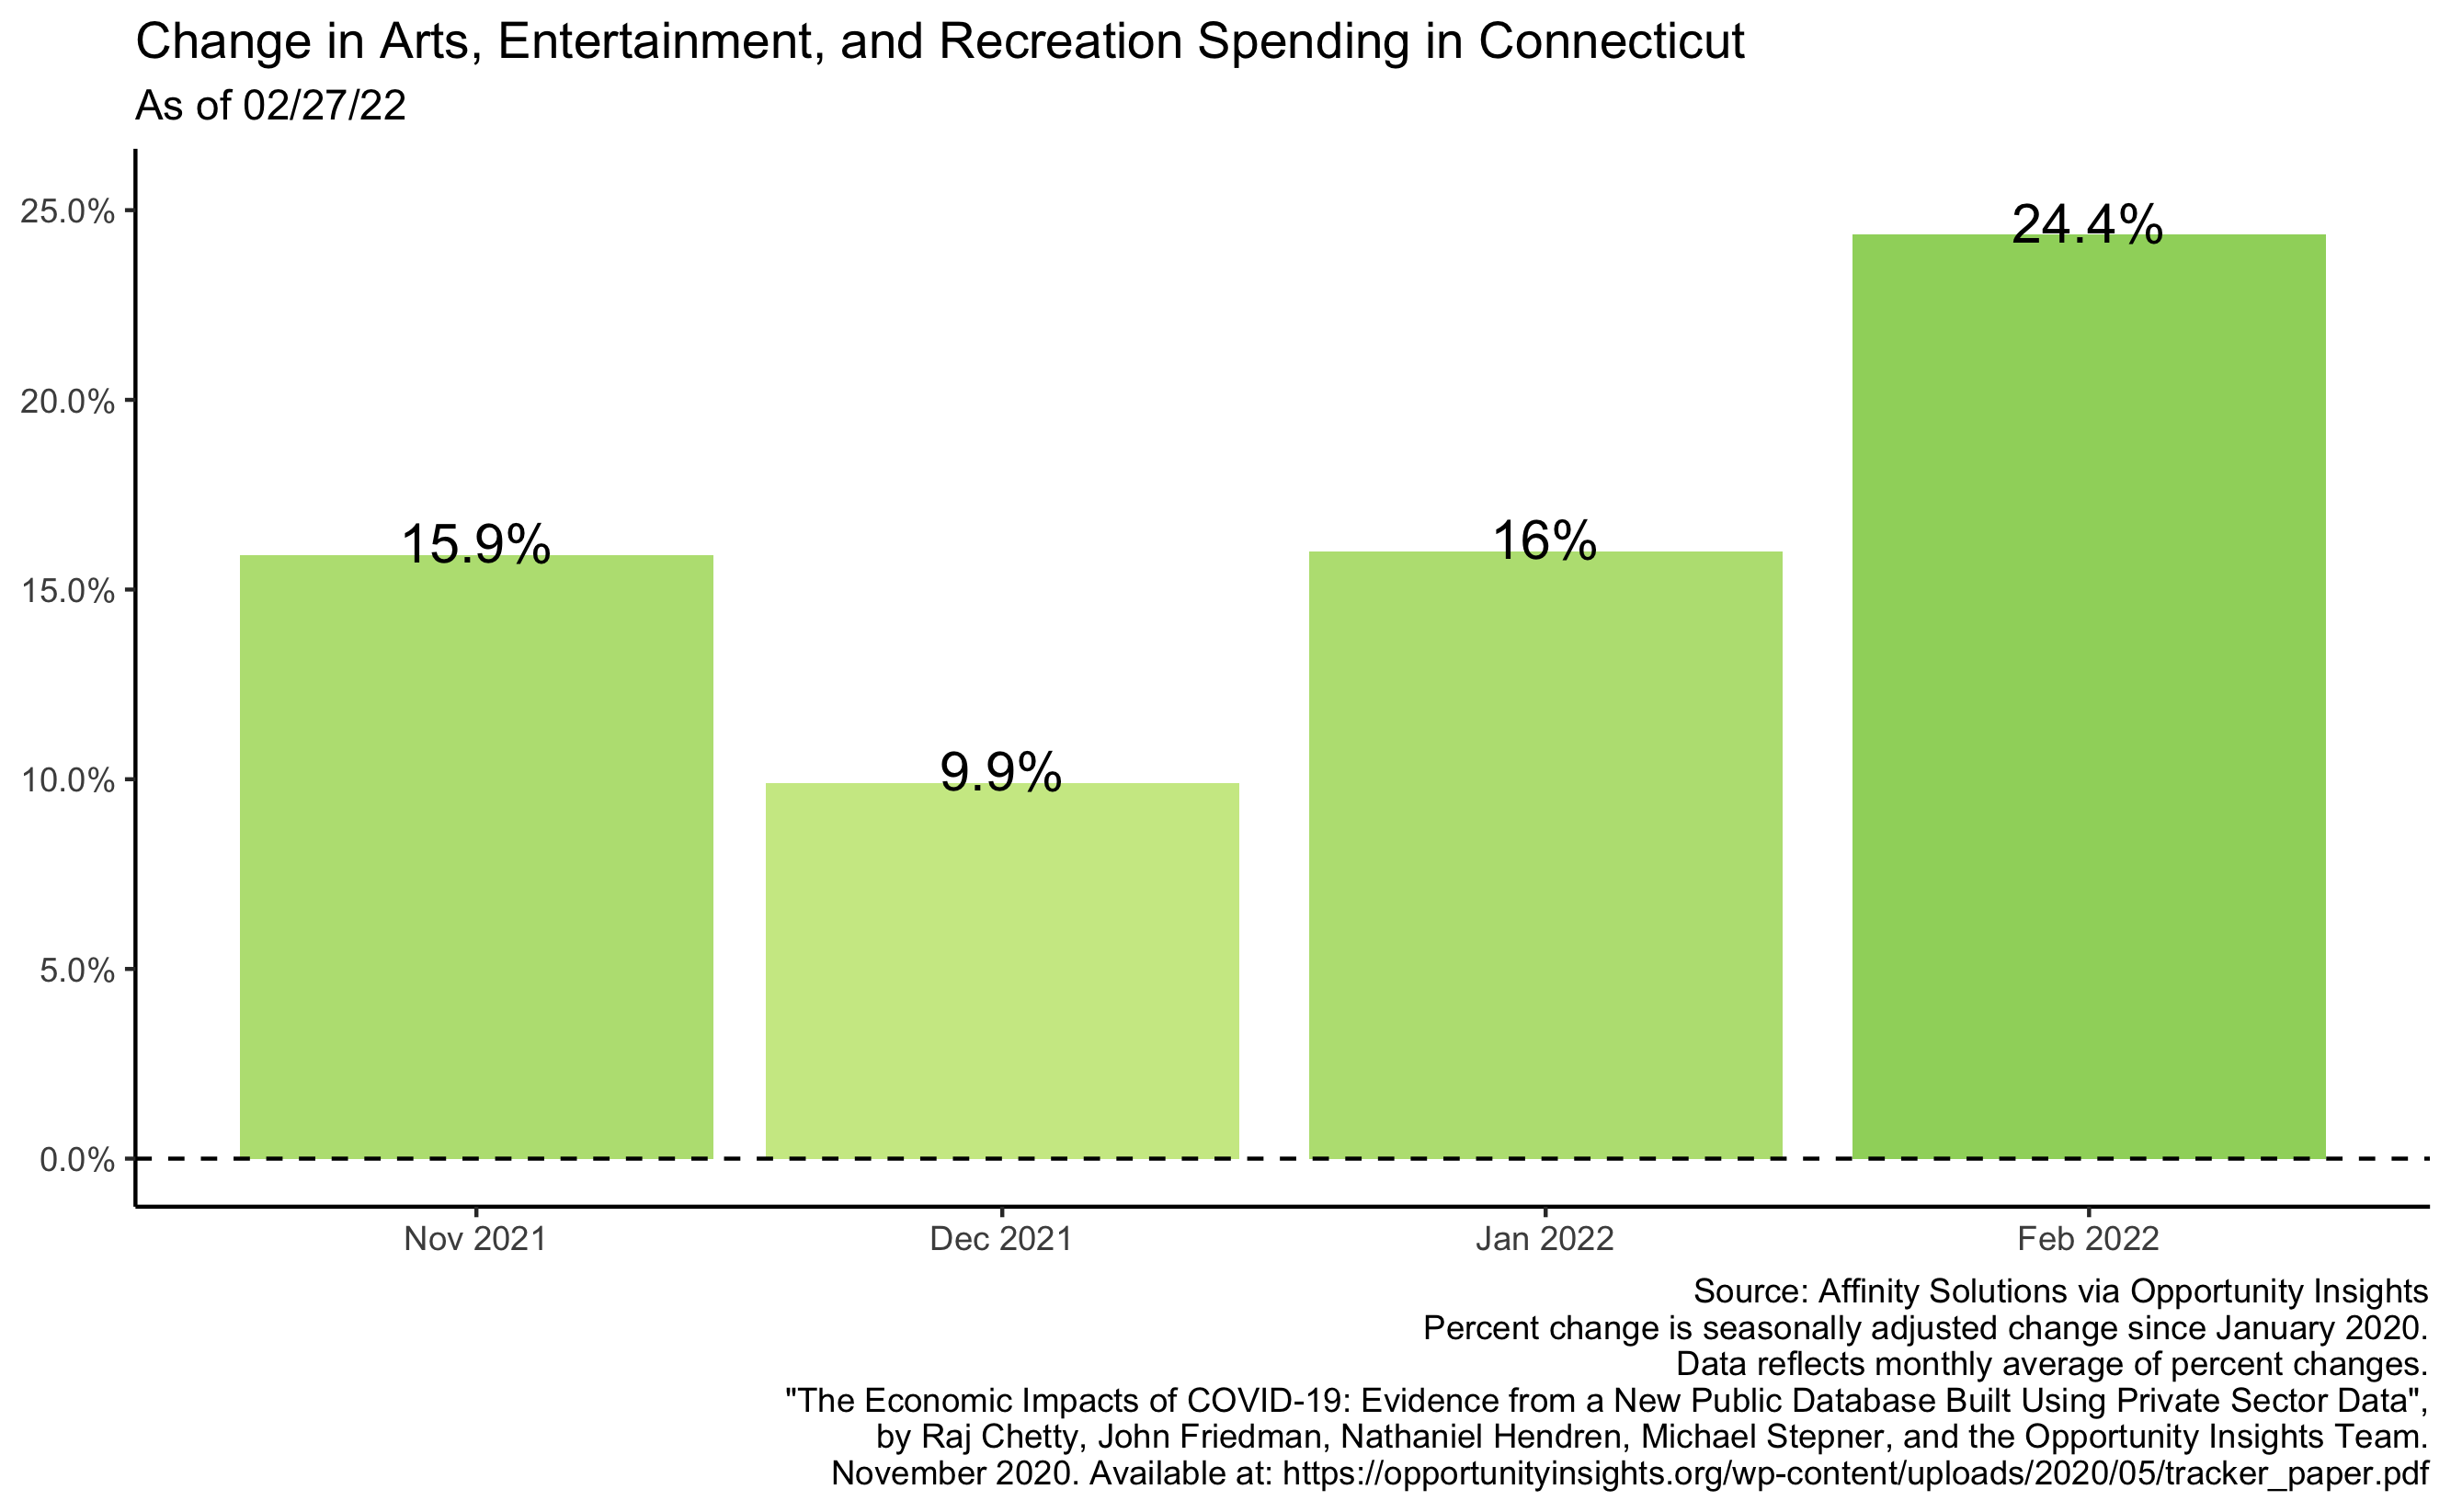 Change in Arts, Entertainment, and Recreation Spending in Connecticut
As of 02/27/22
25.0%
20.0%
15.0%
10.0%
5.0%
0.0%
15.9%
9.9%
16%
24.4%
Nov 2021
Dec 2021
Jan 2022
Feb 2022
Source: Affinity Solutions via Opportunity Insights
Percent change is seasonally adjusted change since January 2020.
Data reflects monthly average of percent changes.
"The Economic Impacts of COVID-19: Evidence from a New Public Database Built Using Private Sector Data",
by Raj Chetty, John Friedman, Nathaniel Hendren, Michael Stepner, and the Opportunity Insights Team.
November 2020. Available at: https://opportunityinsights.org/wp-content/uploads/2020/05/tracker_paper.pdf